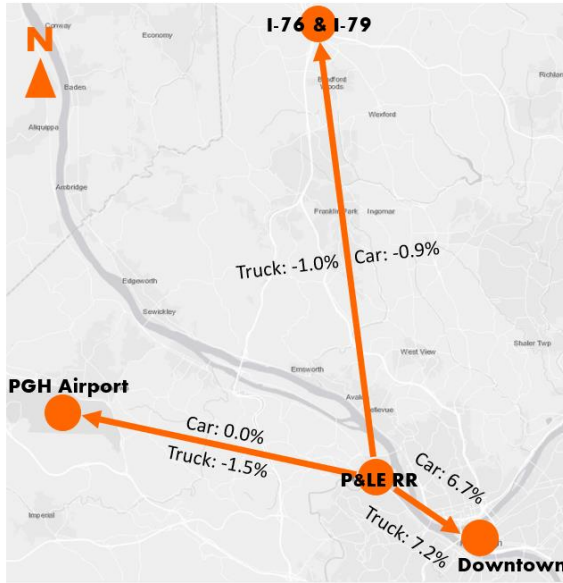 I-76 & I-79
N
Conway
Economy
Baden
Bradford
Woods
Richland
Wexford
Aliquippa
Ambridge
Franklin Park
Ingomar
Truck: -1.0%
Car: -0.9%
Edgeworth
Sewickley
Shaler Twp
Emsworth
West View
PGH Airport
Bellevue
Car: 0.0%
Truck: -1.5%
P&LE RR
Car: 6.7%
Imperial
Truck: 7.2%
Downtown